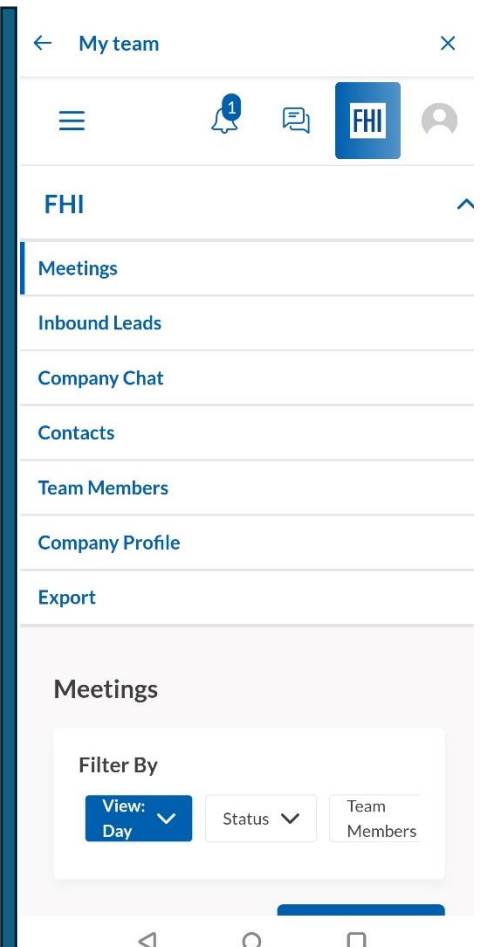 My team
1
FHI
FHI
Meetings
Inbound Leads
Company Chat
Contacts
Team Members
Company Profile
Export
Meetings
Filter By
View:
Day
Status
Team
Members